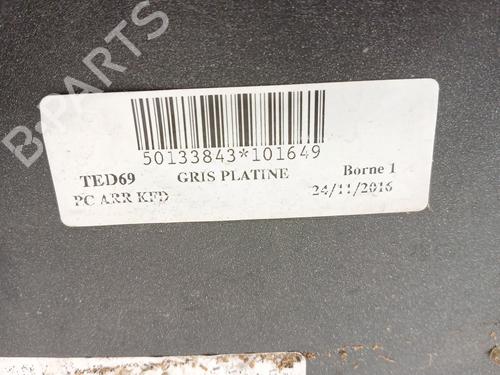 50133843*101649
TED69 GRIS PLATINE Borne 1
PC ARR KFD 24/11/2016
B-PARTS